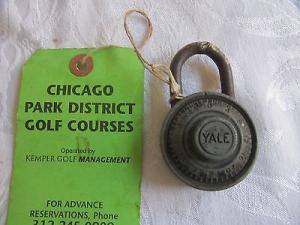 CHICAGO
PARK DISTRICT
GOLF COURSES
Operated by
KEMPER GOLF MANAGEMENT
FOR ADVANCE
RESERVATIONS, Phone
YALE